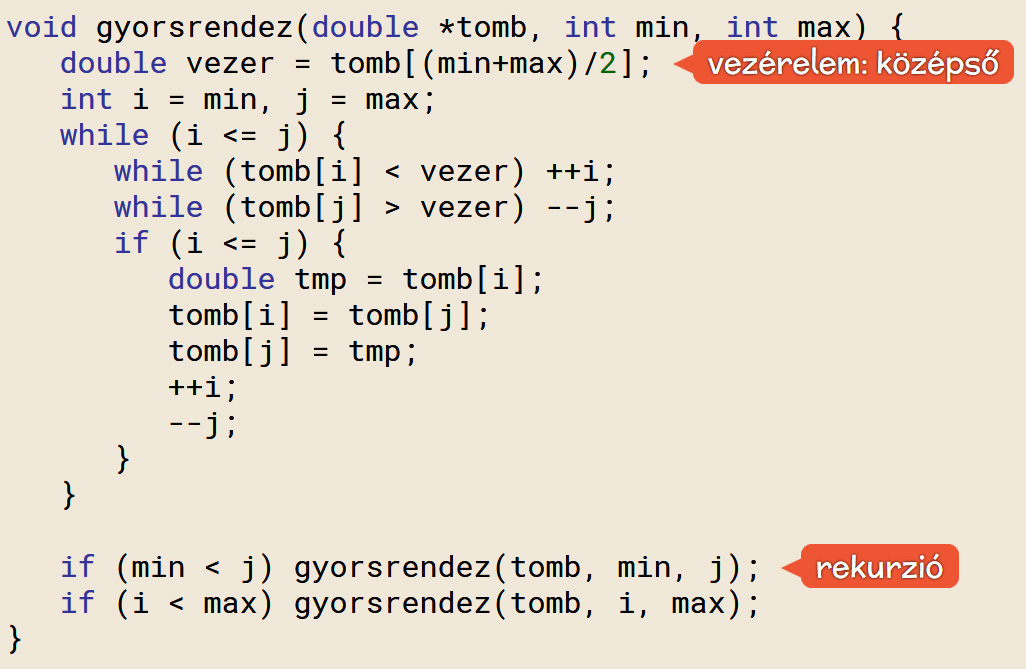 void gyorsrendez(double *tomb, int min, int max) {
   double vezer = tomb[(min+max)/2]; vezérelem: középső
   int i = min, j = max;
   while (i <= j) {
      while (tomb[i] < vezer) ++i;
      while (tomb[j] > vezer) --j;
      if (i <= j) {
         double tmp = tomb[i];
         tomb[i] = tomb[j];
         tomb[j] = tmp;
         ++i;
         --j;
      }
   }
   if (min < j) gyorsrendez(tomb, min, j); rekurzió
   if (i < max) gyorsrendez(tomb, i, max);
}